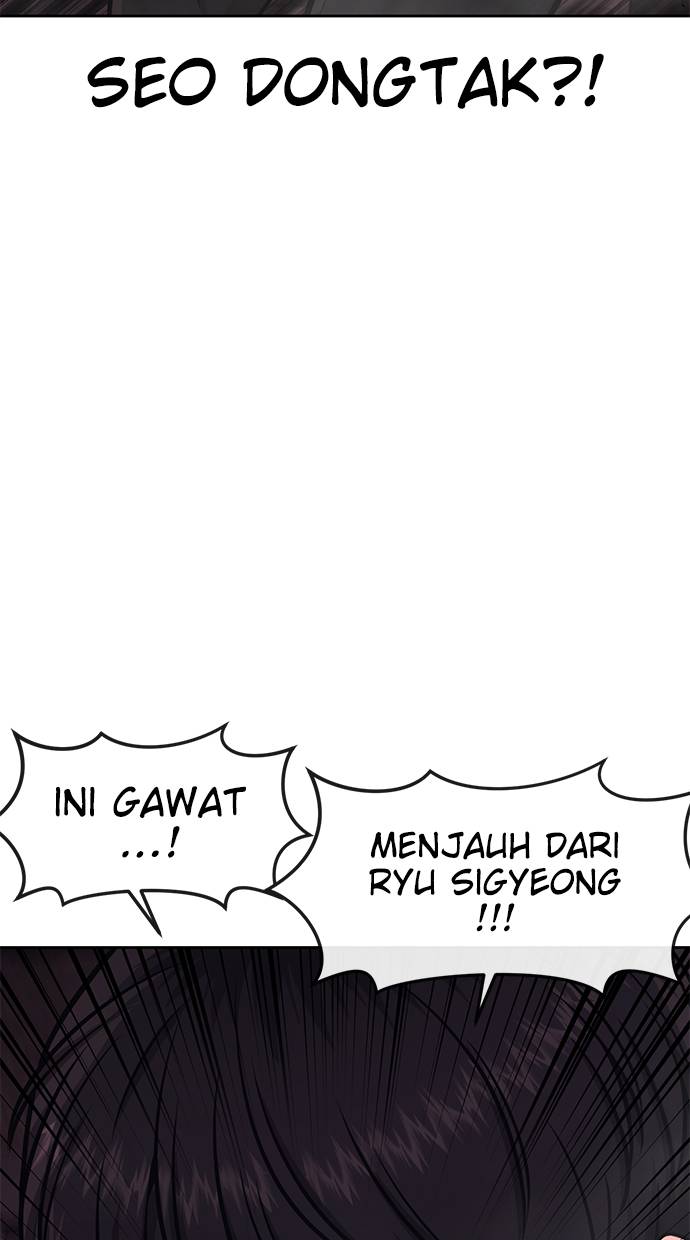 SEO DONGTAK?!
INI GAWAT
...!
MENJAUH DARI
RYU SIGYEONG
!!!